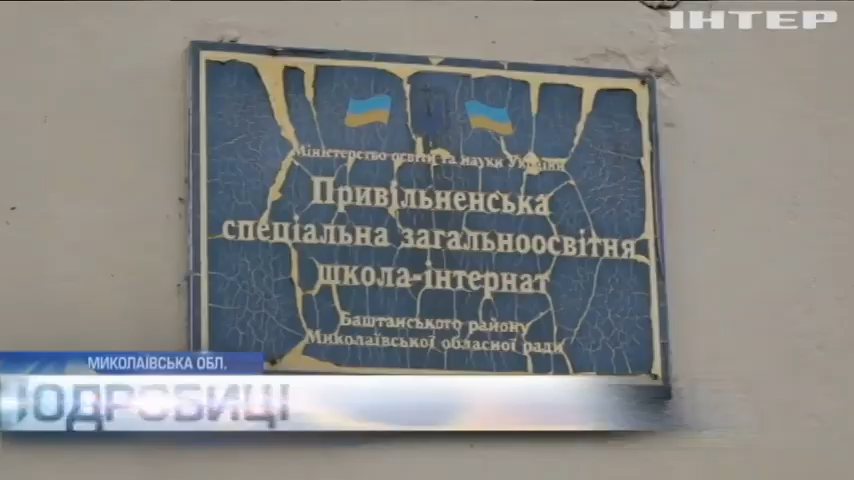 ІНТЕР
Міністерство освіти та науки України
Привільненська
спеціальна загальноосвітня
школа-інтернат
Баштанського району
Миколаївської обласної ради
МИКОЛАЇВСЬКА ОБЛ.
ПОДРОБИЦІ